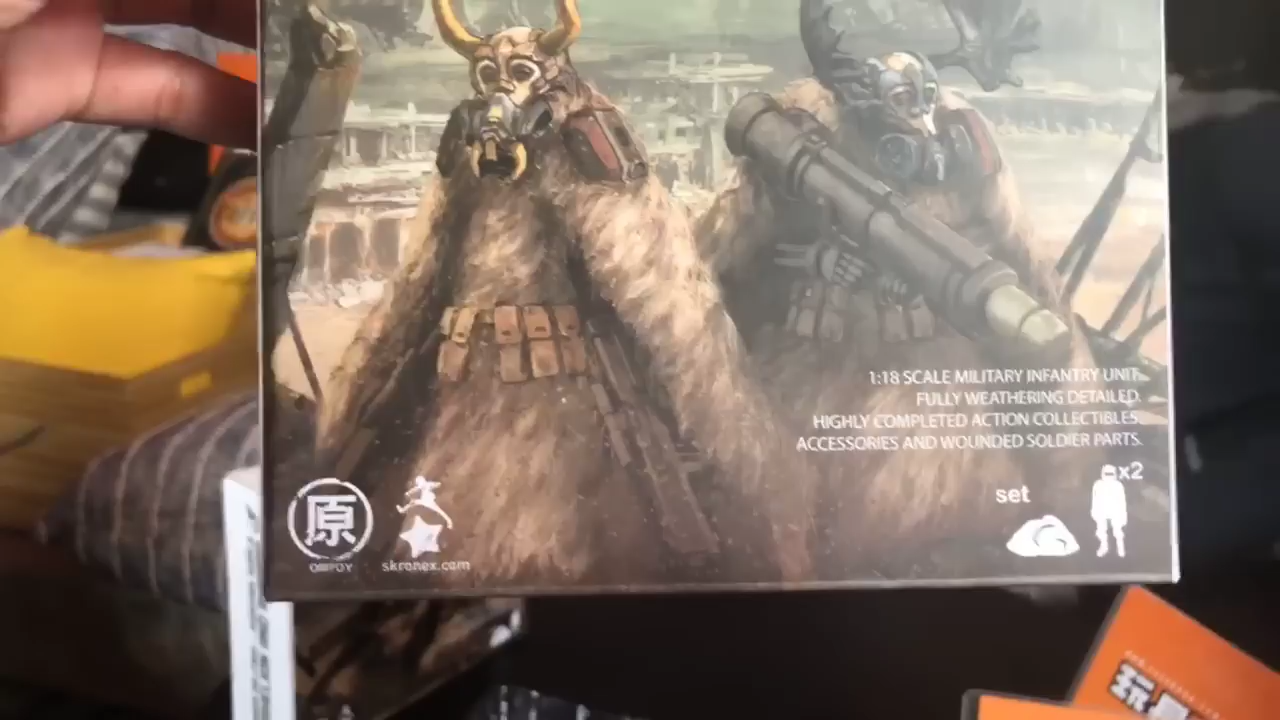 1:18 SCALE MILITARY INFANTRY UNIT.
FULLY WEATHERING DETAILED.
HIGHLY COMPLETED ACTION COLLECTIBLES.
ACCESSORIES AND WOUNDED SOLDIER PARTS.
x2
set
原
skronex.com
玩